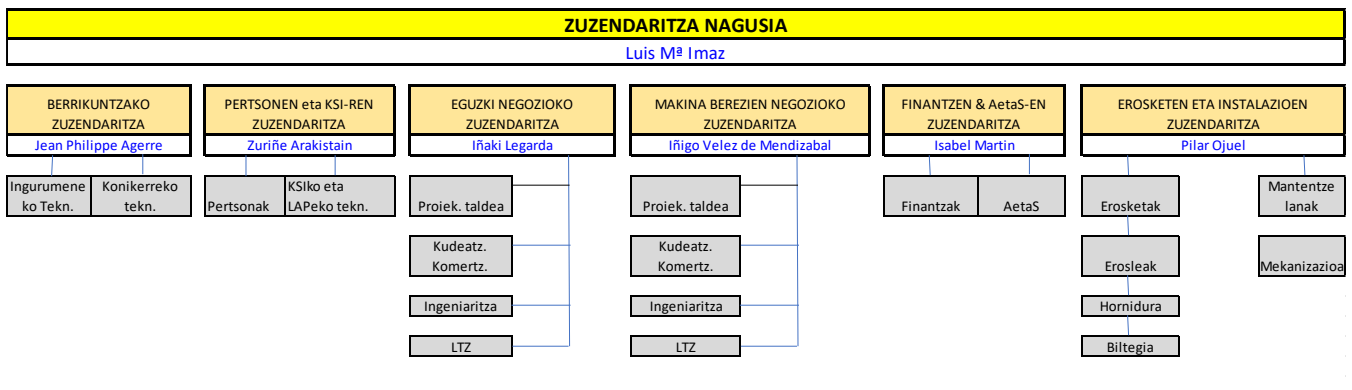 ZUZENDARITZA NAGUSIA
Luis Mª Imaz
BERRIKUNTZAKO
ZUZENDARITZA
Jean Philippe Agerre
PERTSONEN eta KSI-REN
ZUZENDARITZA
Zuriñe Arakistain
EGUZKI NEGOZIOKO
ZUZENDARITZA
Iñaki Legarda
MAKINA BEREZIEN NEGOZIOKO
ZUZENDARITZA
Iñigo Velez de Mendizabal
FINANTZEN & AetaS-EN
ZUZENDARITZA
Isabel Martin
EROSKETEN ETA INSTALAZIOEN
ZUZENDARITZA
Pilar Ojuel
Ingurumene
ko Tekn.
Konikerreko
tekn.
Pertsonak
KSIko eta
LAPeko tekn.
Proiek. taldea
Proiek. taldea
Finantzak
AetaS
Erosketak
Mantentze
lanak
Kudeatz.
Komertz.
Kudeatz.
Komertz.
Erosleak
Mekanizazioa
Ingeniaritza
Ingeniaritza
Hornidura
LTZ
LTZ
Biltegia